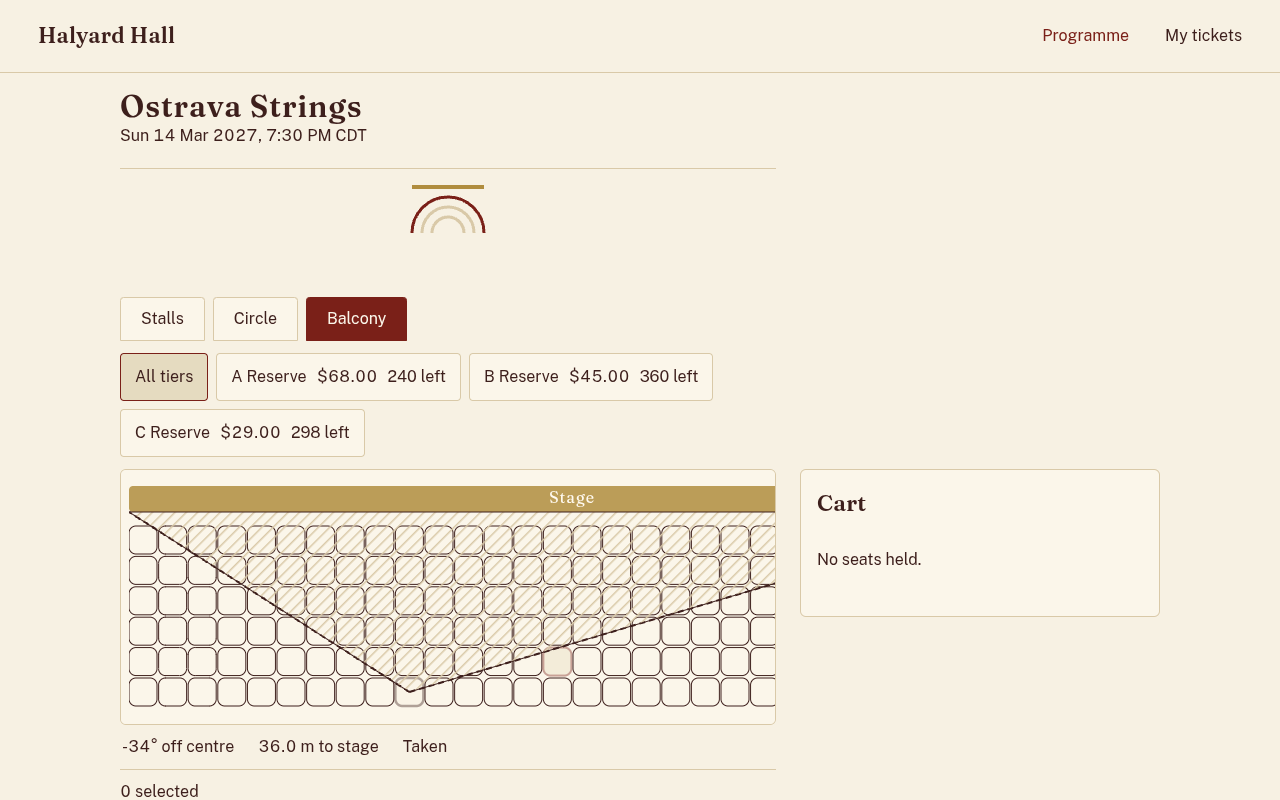 Halyard Hall
Programme
My tickets
Ostrava Strings
Sun 14 Mar 2027, 7:30 PM CDT
Stalls
Circle
Balcony
All tiers
A Reserve $68.00 240 left
B Reserve $45.00 360 left
C Reserve $29.00 298 left
Stage
Cart
No seats held.
-34° off centre
36.0 m to stage
Taken
0 selected